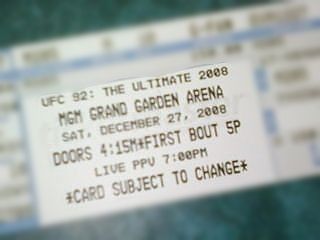 UFC 92: THE ULTIMATE 2008
MGM GRAND GARDEN ARENA
SAT, DECEMBER 27, 2008
DOORS 4:15M*FIRST BOUT 5P
LIVE PPV 7:00PM
*CARD SUBJECT TO CHANGE*